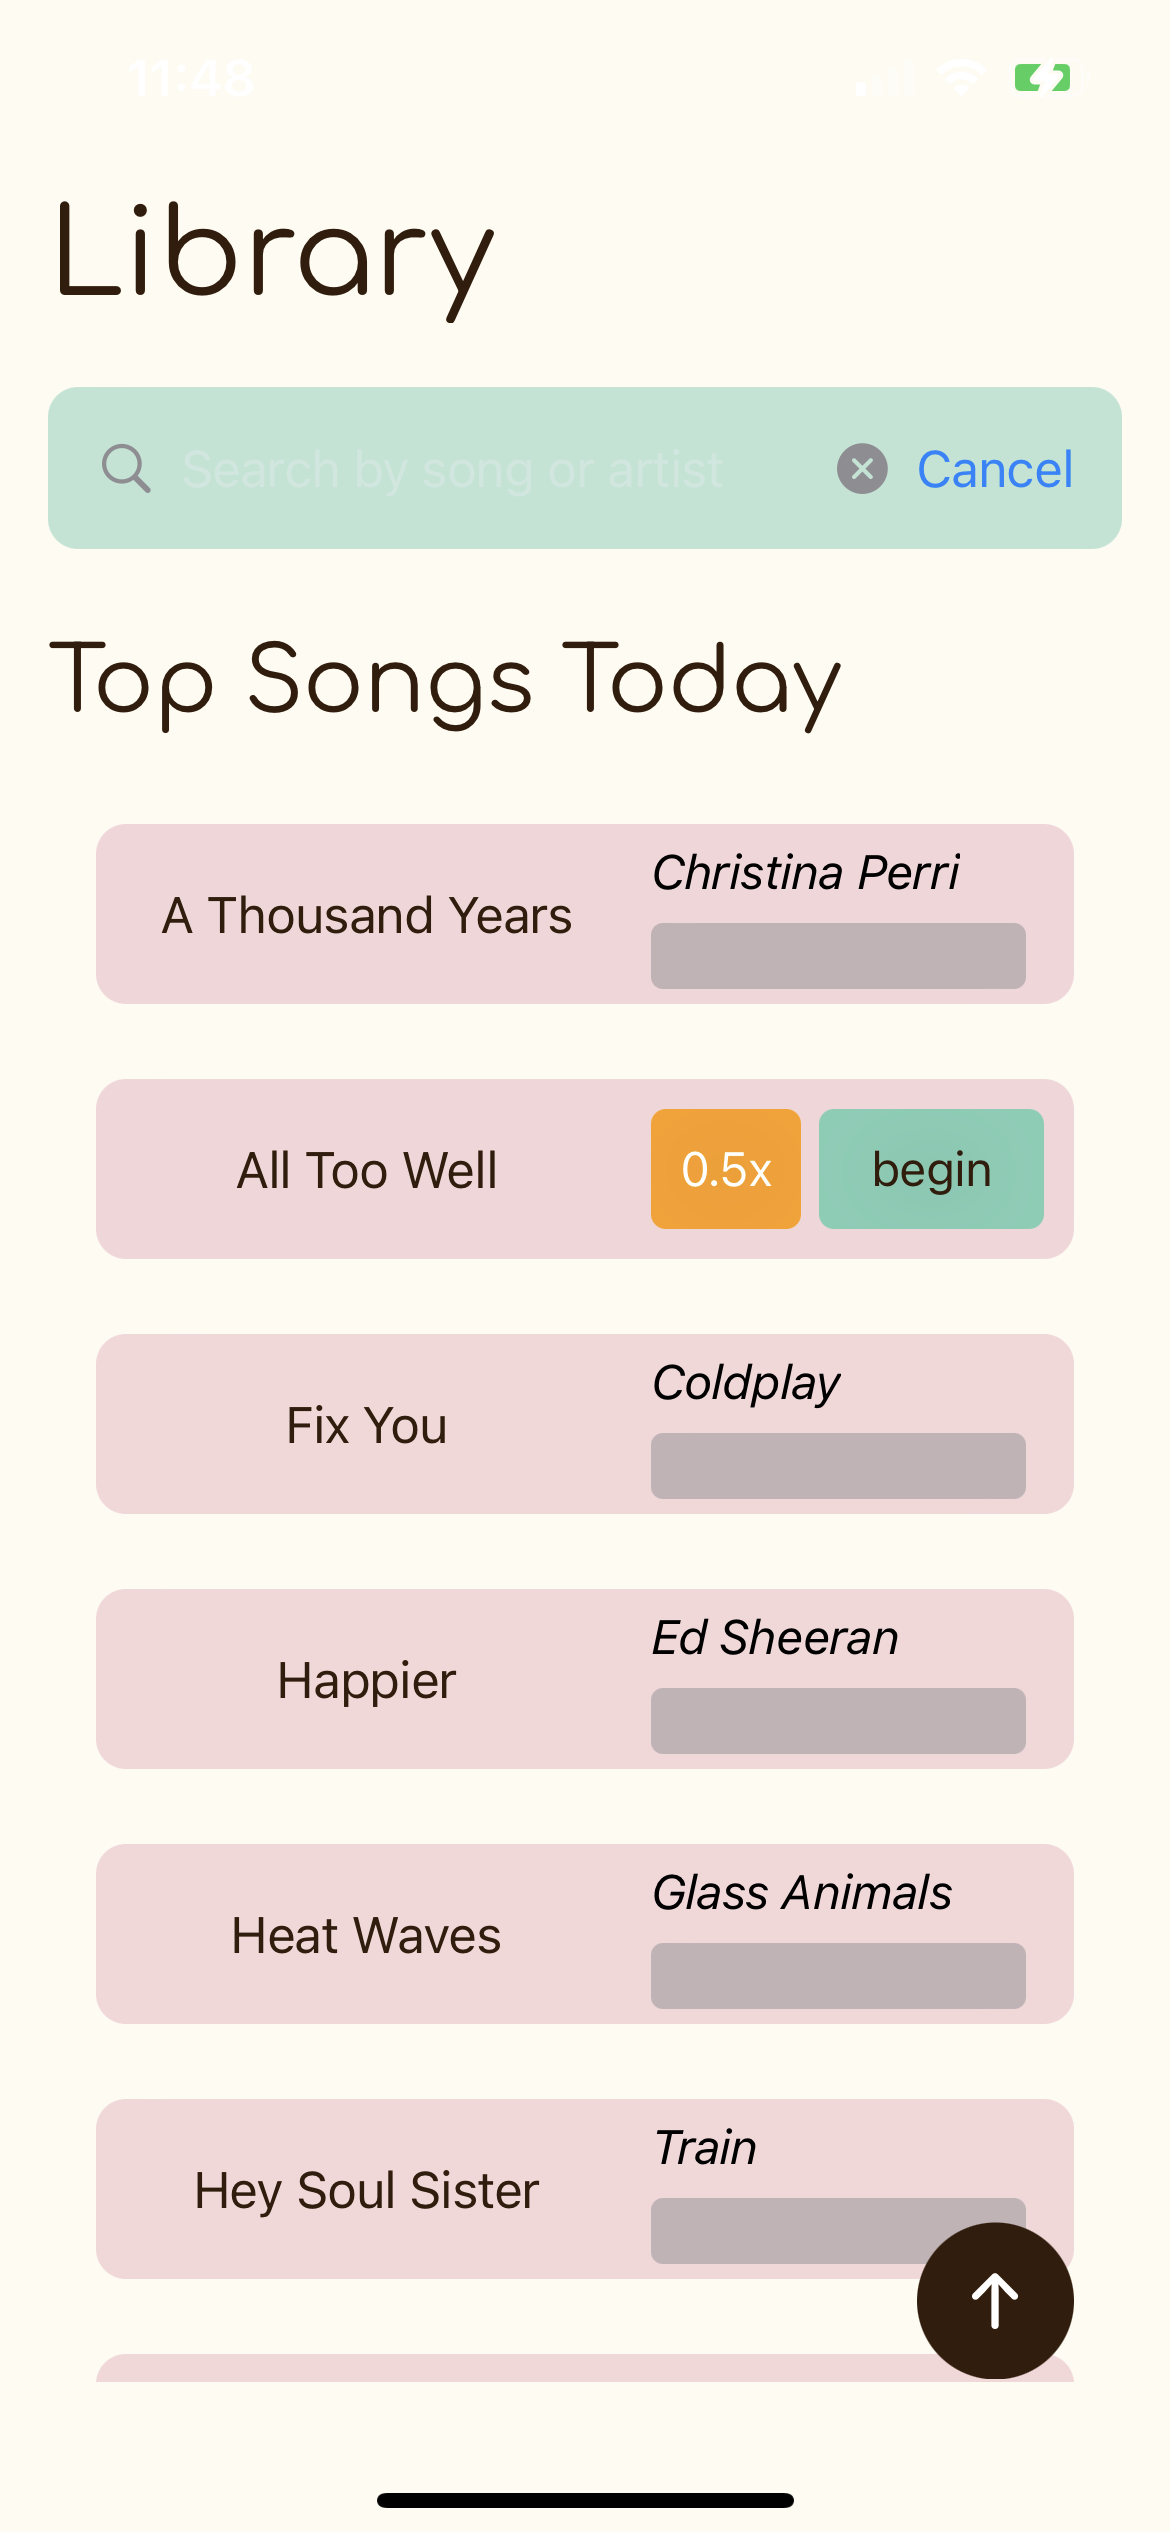 11:48
Library
Search by song or artist
Cancel
Top Songs Today
A Thousand Years
Christina Perri
All Too Well
0.5x
begin
Fix You
Coldplay
Happier
Ed Sheeran
Heat Waves
Glass Animals
Hey Soul Sister
Train